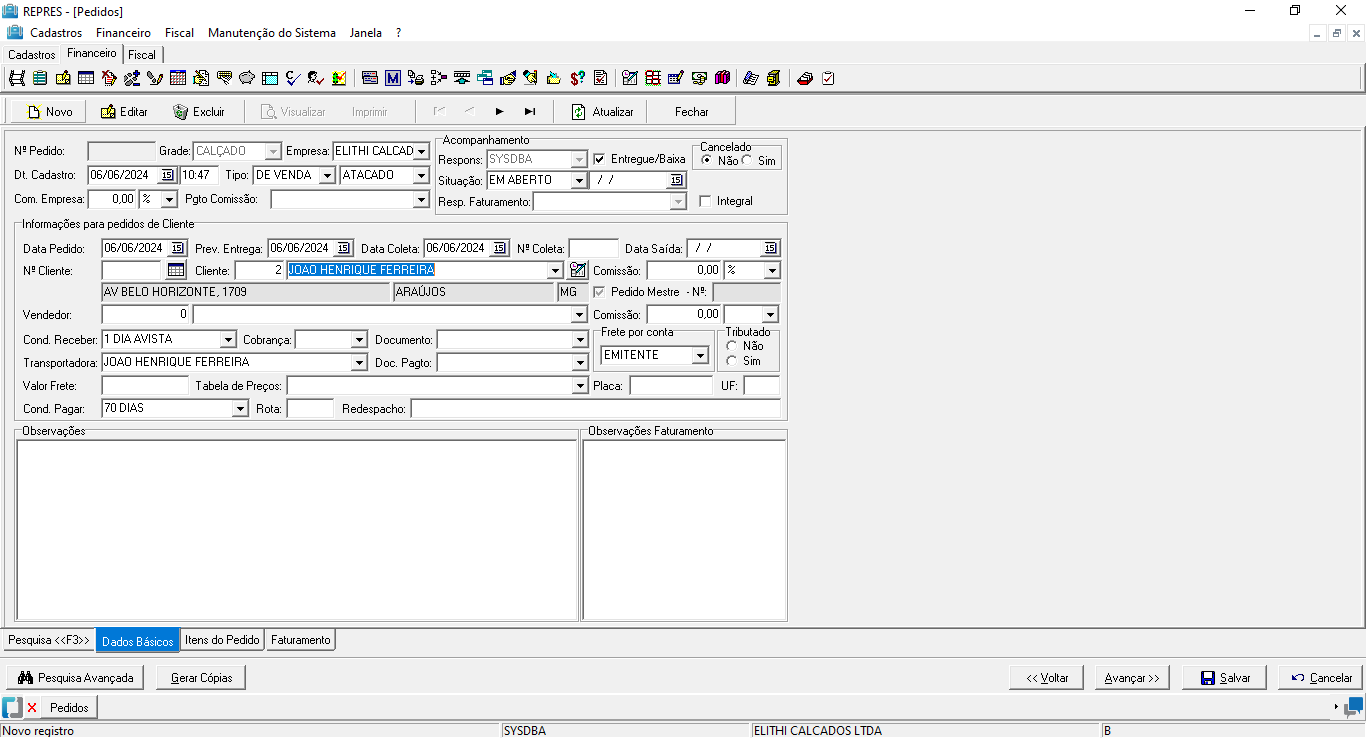 REPRES - [Pedidos]
Cadastros Financeiro Fiscal Manutenção do Sistema Janela ?
Cadastros Financeiro Fiscal
Novo Editar Excluir Visualizar Imprimir Atualizar Fechar
Nº Pedido: Grade: CALÇADO Empresa: ELITHI CALCAD
Acompanhamento
Respons: SYSDBA Entregue/Baixa
Cancelado
Não Sim
Dt. Cadastro: 06/06/2024 15 10:47 Tipo: DE VENDA ATACADO
Situação: EM ABERTO / / 15
Com. Empresa: 0,00 % Pgto Comissão:
Resp. Faturamento: Integral
Informações para pedidos de Cliente
Data Pedido: 06/06/2024 15 Prev. Entrega: 06/06/2024 15 Data Coleta: 06/06/2024 15 Nº Coleta: Data Saída: / / 15
Nº Cliente: Cliente: 2 JOAO HENRIQUE FERREIRA Comissão: 0,00 %
AV BELO HORIZONTE, 1709 ARAÚJOS MG Pedido Mestre - Nº:
Vendedor: 0 Comissão: 0,00
Cond. Receber: 1 DIA AVISTA Cobrança: Documento:
Frete por conta
EMITENTE
Tributado
Não
Sim
Transportadora: JOAO HENRIQUE FERREIRA Doc. Pagto:
Valor Frete: Tabela de Preços: Placa: UF:
Cond. Pagar: 70 DIAS Rota: Redespacho:
Observações Observações Faturamento
Pesquisa <<F3>> Dados Básicos Itens do Pedido Faturamento
Pesquisa Avançada Gerar Cópias << Voltar Avançar >> Salvar Cancelar
Pedidos
Novo registro SYSDBA ELITHI CALCADOS LTDA B